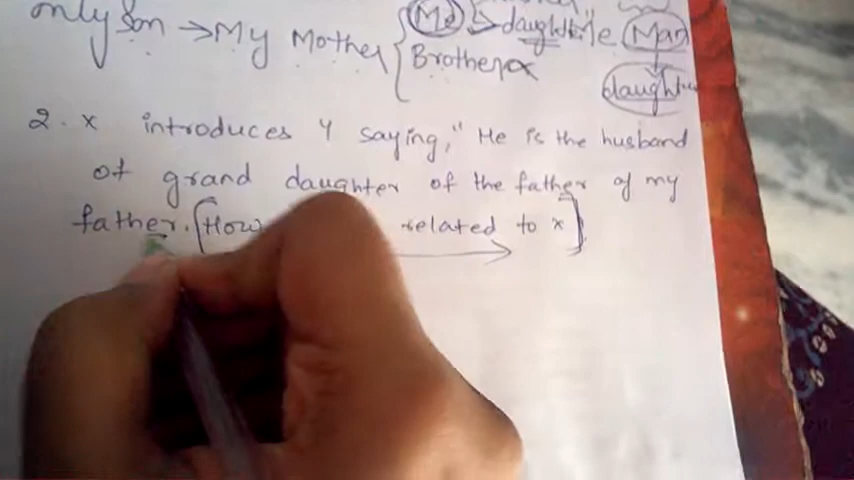 only Son → My Mother { Me → daughter
Brother ×
Man
daughter
2. X introduces Y saying, " He is the husband
of grand daughter of the father of my
father. [How related to x]